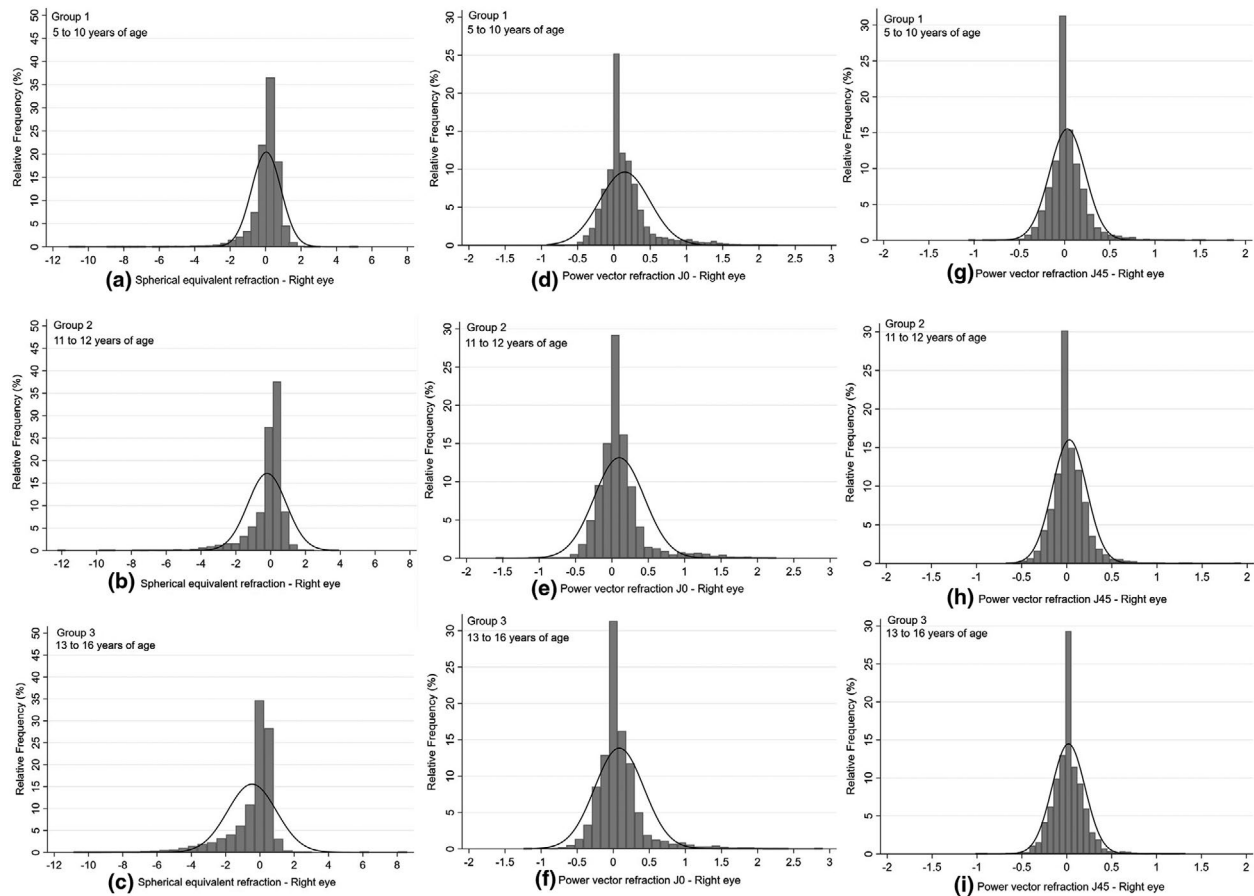 Group 1
5 to 10 years of age
Relative Frequency (%)
50
45
40
35
30
25
20
15
10
5
0
-12 -10 -8 -6 -4 -2 0 2 4 6 8
(a) Spherical equivalent refraction - Right eye
Group 1
5 to 10 years of age
Relative Frequency (%)
30
25
20
15
10
5
0
-2 -1.5 -1 -0.5 0 0.5 1 1.5 2 2.5 3
(d) Power vector refraction J0 - Right eye
Group 1
5 to 10 years of age
Relative Frequency (%)
30
25
20
15
10
5
0
-2 -1.5 -1 -0.5 0 0.5 1 1.5 2
(g) Power vector refraction J45 - Right eye
Group 2
11 to 12 years of age
Relative Frequency (%)
50
45
40
35
30
25
20
15
10
5
0
-12 -10 -8 -6 -4 -2 0 2 4 6 8
(b) Spherical equivalent refraction - Right eye
Group 2
11 to 12 years of age
Relative Frequency (%)
30
25
20
15
10
5
0
-2 -1.5 -1 -0.5 0 0.5 1 1.5 2 2.5 3
(e) Power vector refraction J0 - Right eye
Group 2
11 to 12 years of age
Relative Frequency (%)
30
25
20
15
10
5
0
-2 -1.5 -1 -0.5 0 0.5 1 1.5 2
(h) Power vector refraction J45 - Right eye
Group 3
13 to 16 years of age
Relative Frequency (%)
50
45
40
35
30
25
20
15
10
5
0
-12 -10 -8 -6 -4 -2 0 2 4 6 8
(c) Spherical equivalent refraction - Right eye
Group 3
13 to 16 years of age
Relative Frequency (%)
30
25
20
15
10
5
0
-2 -1.5 -1 -0.5 0 0.5 1 1.5 2 2.5 3
(f) Power vector refraction J0 - Right eye
Group 3
13 to 16 years of age
Relative Frequency (%)
30
25
20
15
10
5
0
-2 -1.5 -1 -0.5 0 0.5 1 1.5 2
(i) Power vector refraction J45 - Right eye